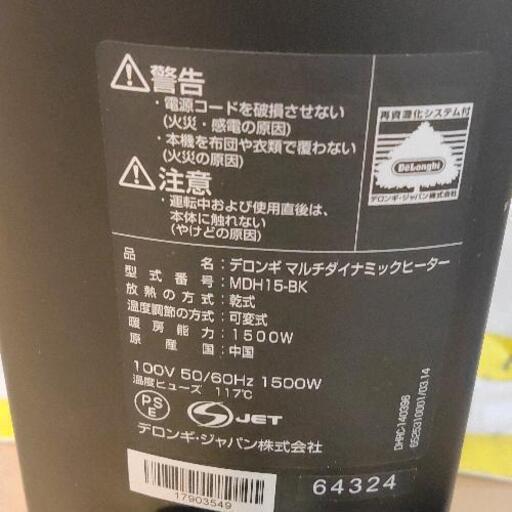 警告
・電源コードを破損させない
(火災・感電の原因)
・本機を布団や衣類で覆わない
(火災の原因)
注意
・運転中および使用直後は、
本体に触れない
(やけどの原因)
再資源化システム付
DeLonghi
デロンギ・ジャパン株式会社
品名：デロンギ マルチダイナミックヒーター
型式番号：MDH15-BK
放熱の方式：乾式
温度調節の方式：可変式
暖房能力：1500W
原産国：中国
100V 50/60Hz 1500W
温度ヒューズ 117℃
PS
E
S JET
デロンギ・ジャパン株式会社
17903549
64324
DHRC-140398
6525310001/03.14